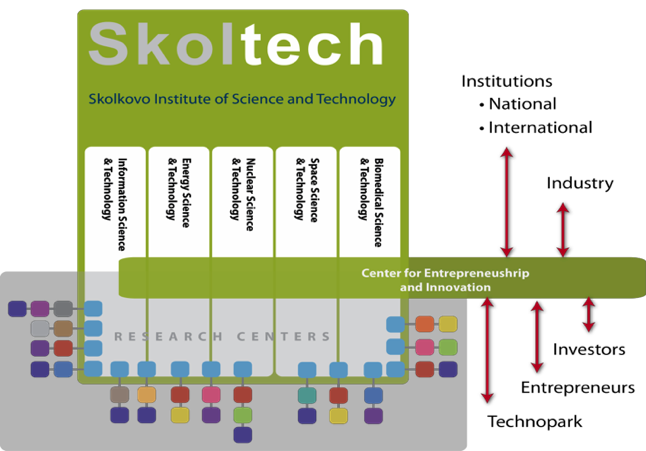 Skoltech
Skolkovo Institute of Science and Technology
Information Science
& Technology
Energy Science
& Technology
Nuclear Science
& Technology
Space Science
& Technology
Biomedical Science
& Technology
Institutions
• National
• International
Industry
Center for Entrepreneuhrip
and Innovation
RESEARCH CENTERS
Investors
Entrepreneurs
Technopark